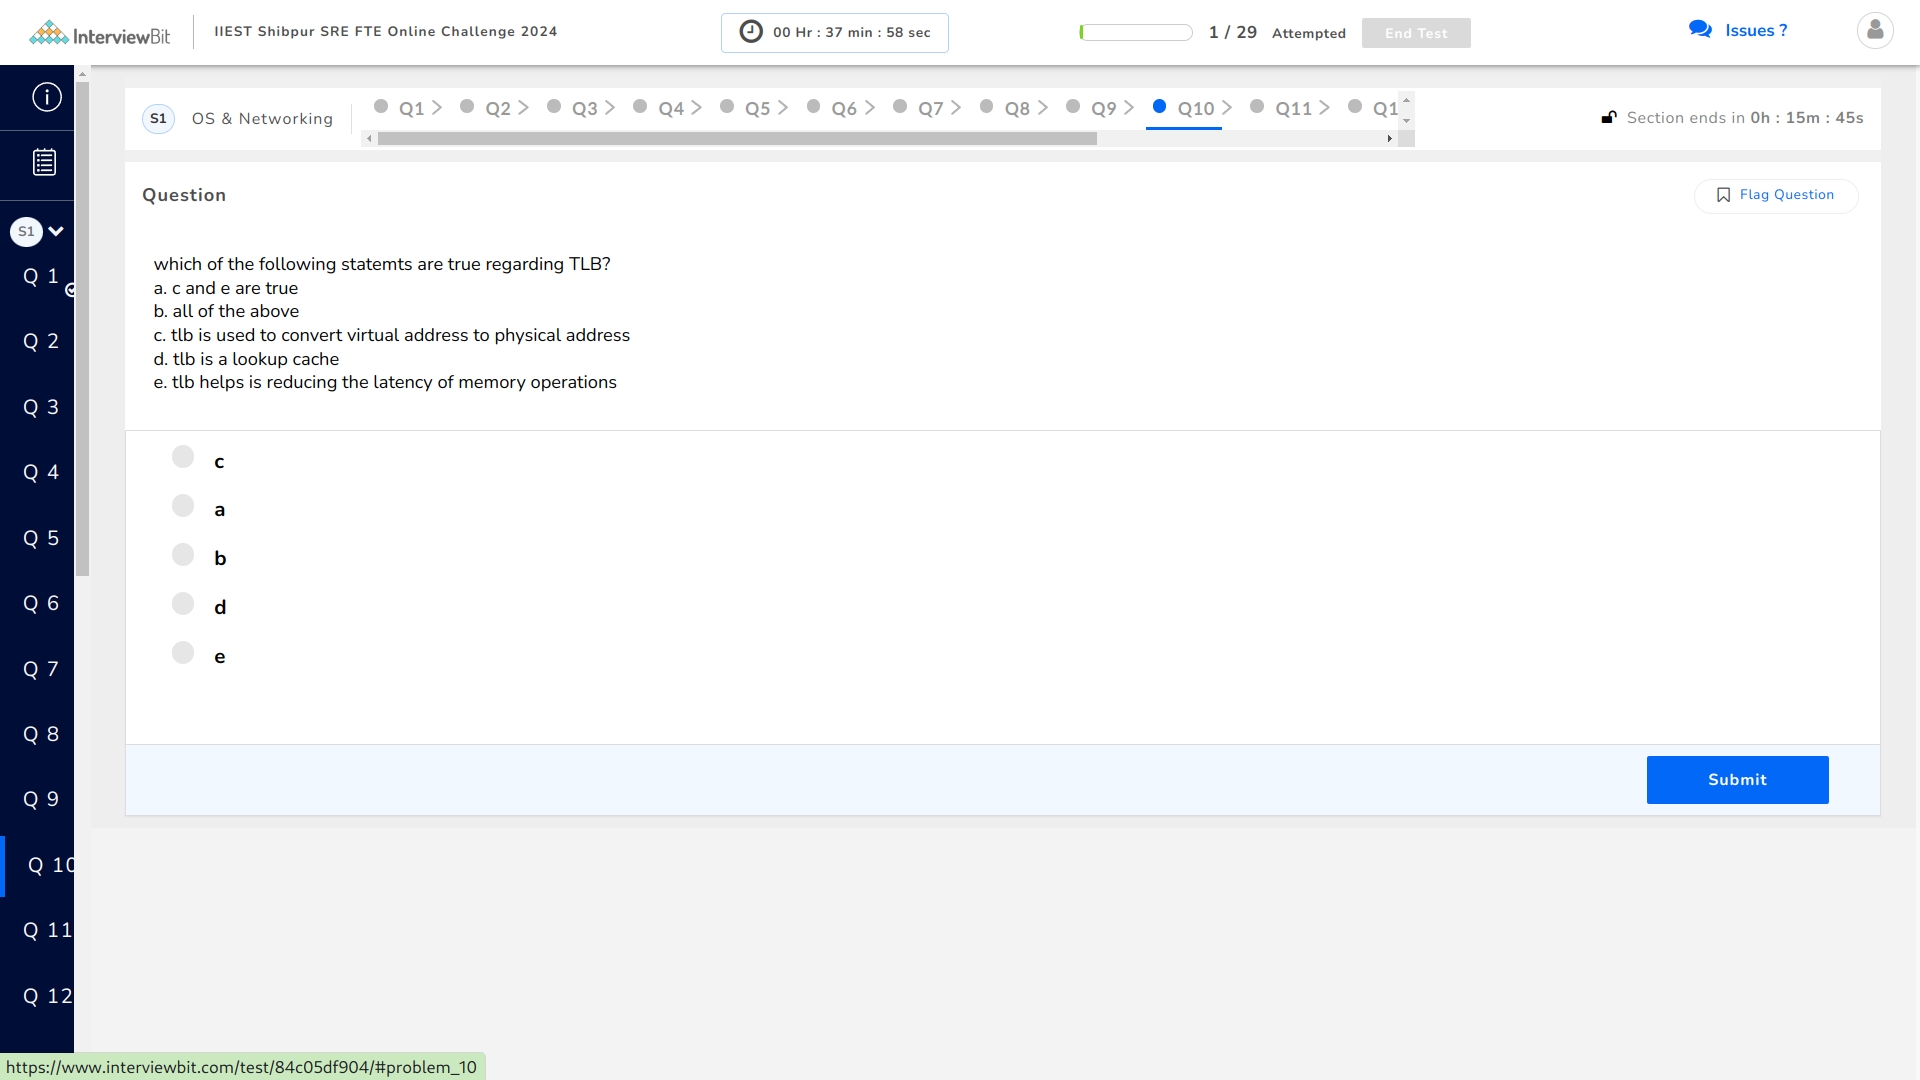 InterviewBit
IIEST Shibpur SRE FTE Online Challenge 2024
00 Hr : 37 min : 58 sec
1 / 29 Attempted
End Test
Issues ?
S1 OS & Networking
Q1 > Q2 > Q3 > Q4 > Q5 > Q6 > Q7 > Q8 > Q9 > Q10 > Q11 > Q1
Section ends in 0h : 15m : 45s
Question
Flag Question
S1
Q 1
Q 2
Q 3
Q 4
Q 5
Q 6
Q 7
Q 8
Q 9
Q 10
Q 11
Q 12
which of the following statemts are true regarding TLB?
a. c and e are true
b. all of the above
c. tlb is used to convert virtual address to physical address
d. tlb is a lookup cache
e. tlb helps is reducing the latency of memory operations
c
a
b
d
e
Submit
https://www.interviewbit.com/test/84c05df904/#problem_10